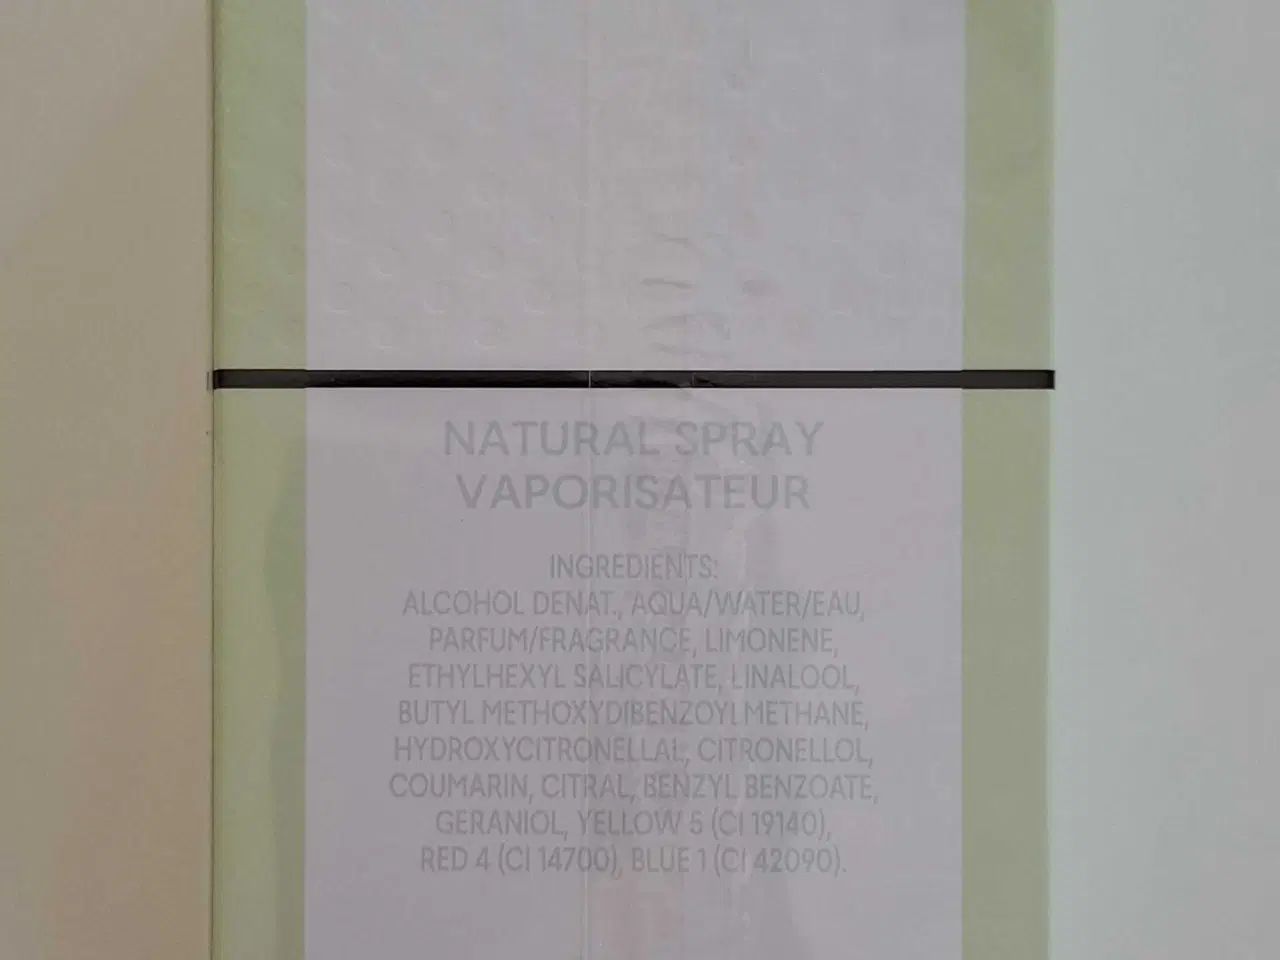 NATURAL SPRAY
VAPORISATEUR
INGREDIENTS:
ALCOHOL DENAT., AQUA/WATER/EAU,
PARFUM/FRAGRANCE, LIMONENE,
ETHYLHEXYL SALICYLATE, LINALOOL,
BUTYL METHOXYDIBENZOYLMETHANE,
HYDROXYCITRONELLAL, CITRONELLOL,
COUMARIN, CITRAL, BENZYL BENZOATE,
GERANIOL, YELLOW 5 (CI 19140),
RED 4 (CI 14700), BLUE 1 (CI 42090).